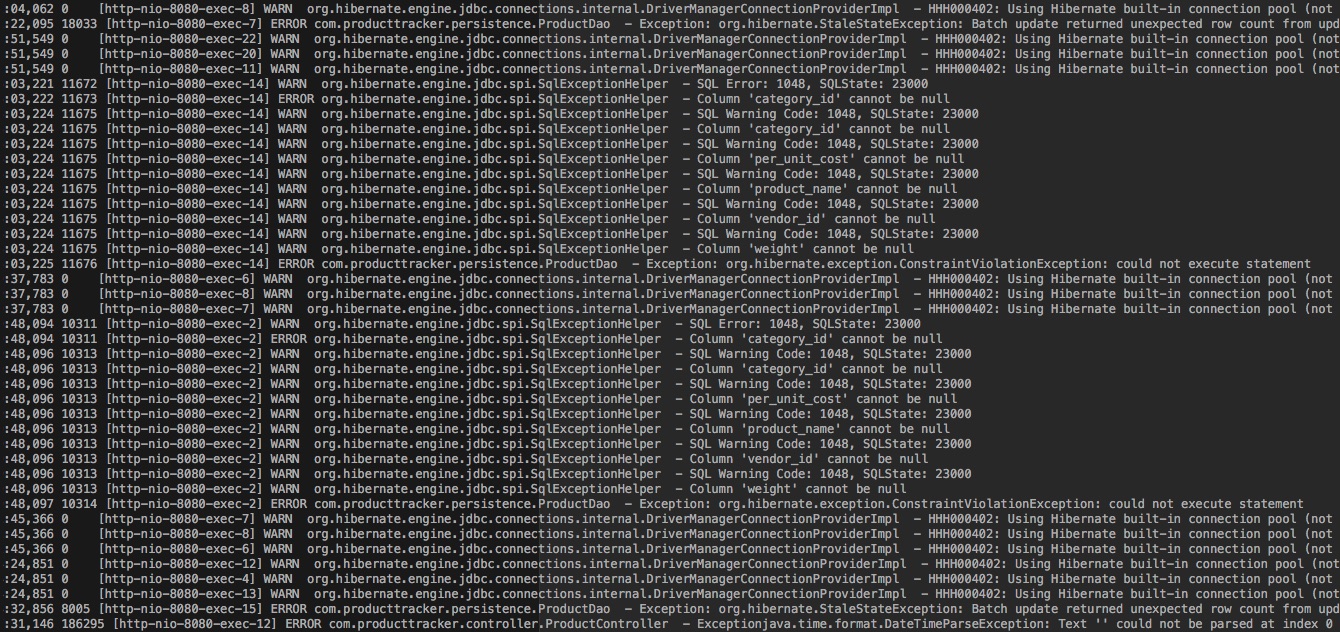 :04,062 0    [http-nio-8080-exec-8] WARN  org.hibernate.engine.jdbc.connections.internal.DriverManagerConnectionProviderImpl  - HHH000402: Using Hibernate built-in connection pool (not
:22,095 18033 [http-nio-8080-exec-7] ERROR com.producttracker.persistence.ProductDao  - Exception: org.hibernate.StaleStateException: Batch update returned unexpected row count from upd
:51,549 0    [http-nio-8080-exec-22] WARN  org.hibernate.engine.jdbc.connections.internal.DriverManagerConnectionProviderImpl  - HHH000402: Using Hibernate built-in connection pool (not
:51,549 0    [http-nio-8080-exec-20] WARN  org.hibernate.engine.jdbc.connections.internal.DriverManagerConnectionProviderImpl  - HHH000402: Using Hibernate built-in connection pool (not
:51,549 0    [http-nio-8080-exec-11] WARN  org.hibernate.engine.jdbc.connections.internal.DriverManagerConnectionProviderImpl  - HHH000402: Using Hibernate built-in connection pool (not
:03,221 11672 [http-nio-8080-exec-14] WARN  org.hibernate.engine.jdbc.spi.SqlExceptionHelper  - SQL Error: 1048, SQLState: 23000
:03,222 11673 [http-nio-8080-exec-14] ERROR org.hibernate.engine.jdbc.spi.SqlExceptionHelper  - Column 'category_id' cannot be null
:03,224 11675 [http-nio-8080-exec-14] WARN  org.hibernate.engine.jdbc.spi.SqlExceptionHelper  - SQL Warning Code: 1048, SQLState: 23000
:03,224 11675 [http-nio-8080-exec-14] WARN  org.hibernate.engine.jdbc.spi.SqlExceptionHelper  - Column 'category_id' cannot be null
:03,224 11675 [http-nio-8080-exec-14] WARN  org.hibernate.engine.jdbc.spi.SqlExceptionHelper  - SQL Warning Code: 1048, SQLState: 23000
:03,224 11675 [http-nio-8080-exec-14] WARN  org.hibernate.engine.jdbc.spi.SqlExceptionHelper  - Column 'per_unit_cost' cannot be null
:03,224 11675 [http-nio-8080-exec-14] WARN  org.hibernate.engine.jdbc.spi.SqlExceptionHelper  - SQL Warning Code: 1048, SQLState: 23000
:03,224 11675 [http-nio-8080-exec-14] WARN  org.hibernate.engine.jdbc.spi.SqlExceptionHelper  - Column 'product_name' cannot be null
:03,224 11675 [http-nio-8080-exec-14] WARN  org.hibernate.engine.jdbc.spi.SqlExceptionHelper  - SQL Warning Code: 1048, SQLState: 23000
:03,224 11675 [http-nio-8080-exec-14] WARN  org.hibernate.engine.jdbc.spi.SqlExceptionHelper  - Column 'vendor_id' cannot be null
:03,224 11675 [http-nio-8080-exec-14] WARN  org.hibernate.engine.jdbc.spi.SqlExceptionHelper  - SQL Warning Code: 1048, SQLState: 23000
:03,224 11675 [http-nio-8080-exec-14] WARN  org.hibernate.engine.jdbc.spi.SqlExceptionHelper  - Column 'weight' cannot be null
:03,225 11676 [http-nio-8080-exec-14] ERROR com.producttracker.persistence.ProductDao  - Exception: org.hibernate.exception.ConstraintViolationException: could not execute statement
:37,783 0    [http-nio-8080-exec-6] WARN  org.hibernate.engine.jdbc.connections.internal.DriverManagerConnectionProviderImpl  - HHH000402: Using Hibernate built-in connection pool (not
:37,783 0    [http-nio-8080-exec-8] WARN  org.hibernate.engine.jdbc.connections.internal.DriverManagerConnectionProviderImpl  - HHH000402: Using Hibernate built-in connection pool (not
:37,783 0    [http-nio-8080-exec-7] WARN  org.hibernate.engine.jdbc.connections.internal.DriverManagerConnectionProviderImpl  - HHH000402: Using Hibernate built-in connection pool (not
:48,094 10311 [http-nio-8080-exec-2] WARN  org.hibernate.engine.jdbc.spi.SqlExceptionHelper  - SQL Error: 1048, SQLState: 23000
:48,094 10311 [http-nio-8080-exec-2] ERROR org.hibernate.engine.jdbc.spi.SqlExceptionHelper  - Column 'category_id' cannot be null
:48,096 10313 [http-nio-8080-exec-2] WARN  org.hibernate.engine.jdbc.spi.SqlExceptionHelper  - SQL Warning Code: 1048, SQLState: 23000
:48,096 10313 [http-nio-8080-exec-2] WARN  org.hibernate.engine.jdbc.spi.SqlExceptionHelper  - Column 'category_id' cannot be null
:48,096 10313 [http-nio-8080-exec-2] WARN  org.hibernate.engine.jdbc.spi.SqlExceptionHelper  - SQL Warning Code: 1048, SQLState: 23000
:48,096 10313 [http-nio-8080-exec-2] WARN  org.hibernate.engine.jdbc.spi.SqlExceptionHelper  - Column 'per_unit_cost' cannot be null
:48,096 10313 [http-nio-8080-exec-2] WARN  org.hibernate.engine.jdbc.spi.SqlExceptionHelper  - SQL Warning Code: 1048, SQLState: 23000
:48,096 10313 [http-nio-8080-exec-2] WARN  org.hibernate.engine.jdbc.spi.SqlExceptionHelper  - Column 'product_name' cannot be null
:48,096 10313 [http-nio-8080-exec-2] WARN  org.hibernate.engine.jdbc.spi.SqlExceptionHelper  - SQL Warning Code: 1048, SQLState: 23000
:48,096 10313 [http-nio-8080-exec-2] WARN  org.hibernate.engine.jdbc.spi.SqlExceptionHelper  - Column 'vendor_id' cannot be null
:48,096 10313 [http-nio-8080-exec-2] WARN  org.hibernate.engine.jdbc.spi.SqlExceptionHelper  - SQL Warning Code: 1048, SQLState: 23000
:48,096 10313 [http-nio-8080-exec-2] WARN  org.hibernate.engine.jdbc.spi.SqlExceptionHelper  - Column 'weight' cannot be null
:48,097 10314 [http-nio-8080-exec-2] ERROR com.producttracker.persistence.ProductDao  - Exception: org.hibernate.exception.ConstraintViolationException: could not execute statement
:45,366 0    [http-nio-8080-exec-7] WARN  org.hibernate.engine.jdbc.connections.internal.DriverManagerConnectionProviderImpl  - HHH000402: Using Hibernate built-in connection pool (not
:45,366 0    [http-nio-8080-exec-8] WARN  org.hibernate.engine.jdbc.connections.internal.DriverManagerConnectionProviderImpl  - HHH000402: Using Hibernate built-in connection pool (not
:45,366 0    [http-nio-8080-exec-6] WARN  org.hibernate.engine.jdbc.connections.internal.DriverManagerConnectionProviderImpl  - HHH000402: Using Hibernate built-in connection pool (not
:24,851 0    [http-nio-8080-exec-12] WARN  org.hibernate.engine.jdbc.connections.internal.DriverManagerConnectionProviderImpl  - HHH000402: Using Hibernate built-in connection pool (not
:24,851 0    [http-nio-8080-exec-4] WARN  org.hibernate.engine.jdbc.connections.internal.DriverManagerConnectionProviderImpl  - HHH000402: Using Hibernate built-in connection pool (not
:24,851 0    [http-nio-8080-exec-13] WARN  org.hibernate.engine.jdbc.connections.internal.DriverManagerConnectionProviderImpl  - HHH000402: Using Hibernate built-in connection pool (not
:32,856 8005 [http-nio-8080-exec-15] ERROR com.producttracker.persistence.ProductDao  - Exception: org.hibernate.StaleStateException: Batch update returned unexpected row count from upd
:31,146 186295 [http-nio-8080-exec-12] ERROR com.producttracker.controller.ProductController  - Exceptionjava.time.format.DateTimeParseException: Text '' could not be parsed at index 0